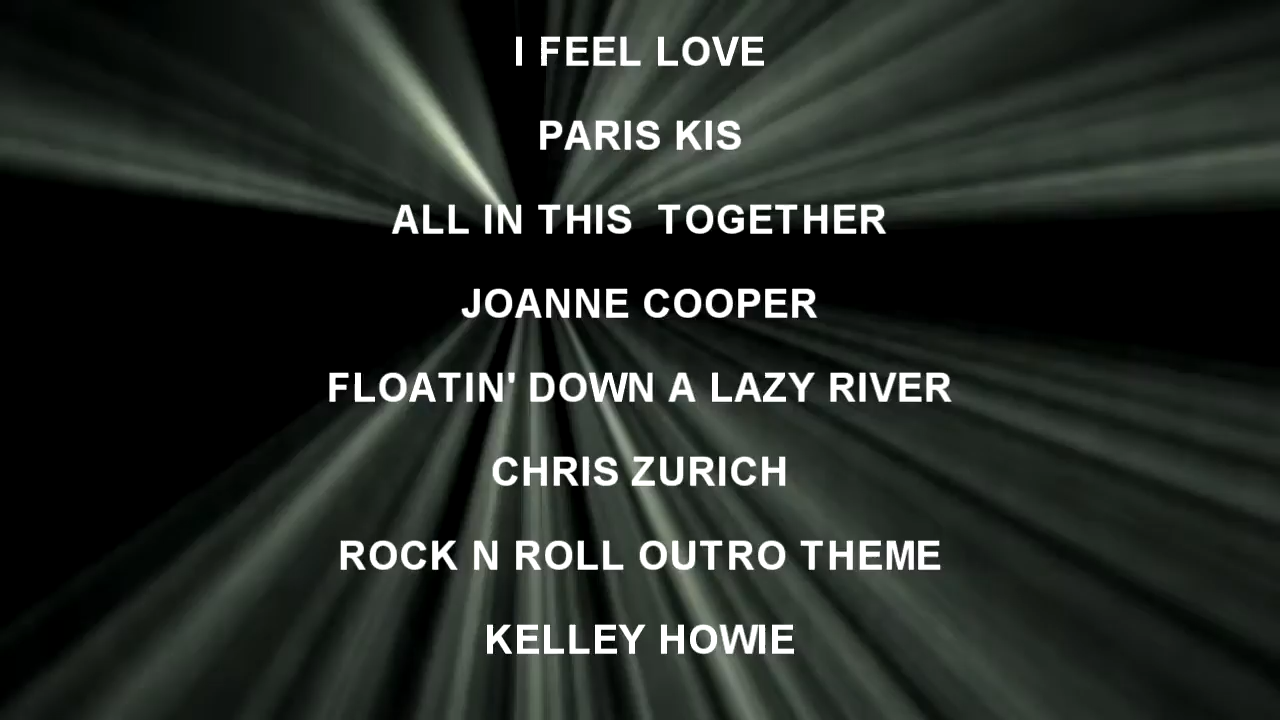 I FEEL LOVE
PARIS KIS
ALL IN THIS  TOGETHER
JOANNE COOPER
FLOATIN' DOWN A LAZY RIVER
CHRIS ZURICH
ROCK N ROLL OUTRO THEME
KELLEY HOWIE